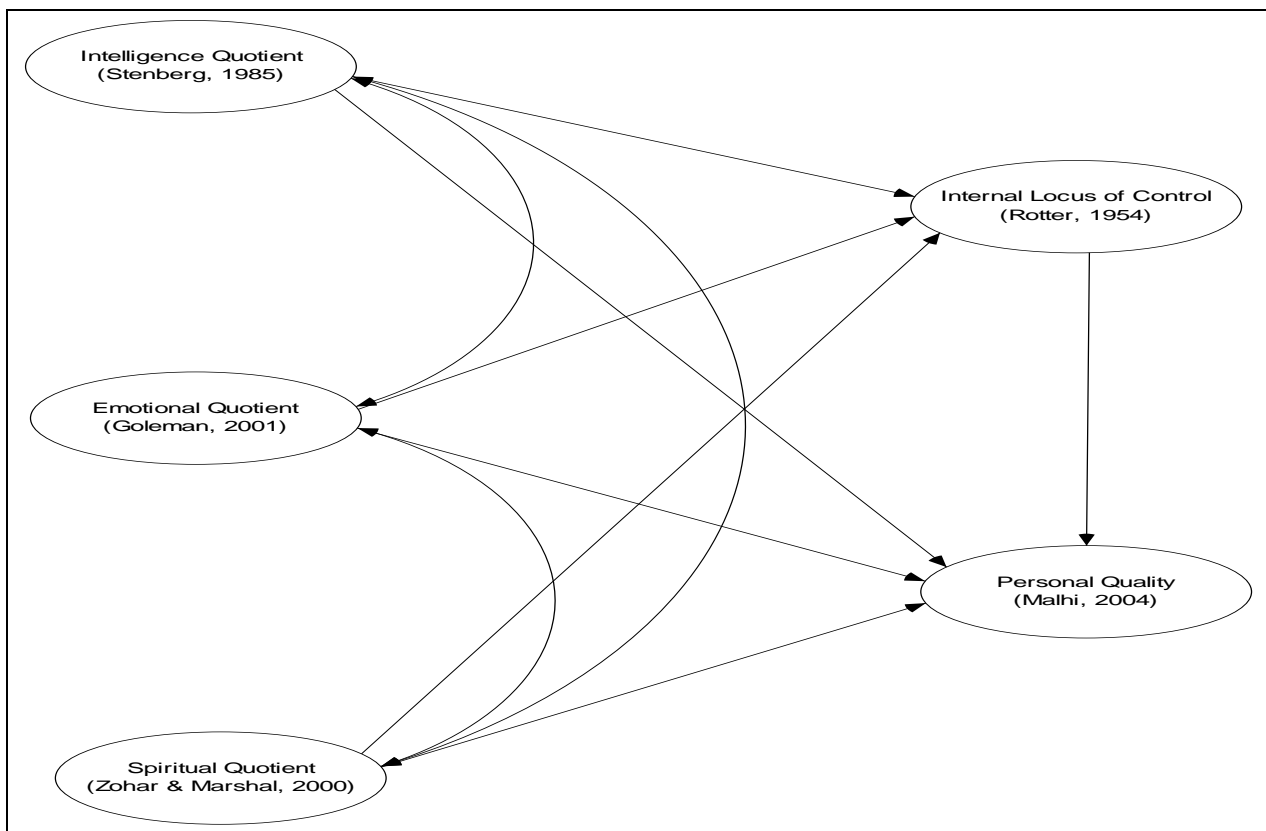 Intelligence Quotient
(Stenberg, 1985)
Internal Locus of Control
(Rotter, 1954)
Emotional Quotient
(Goleman, 2001)
Personal Quality
(Malhi, 2004)
Spiritual Quotient
(Zohar & Marshal, 2000)